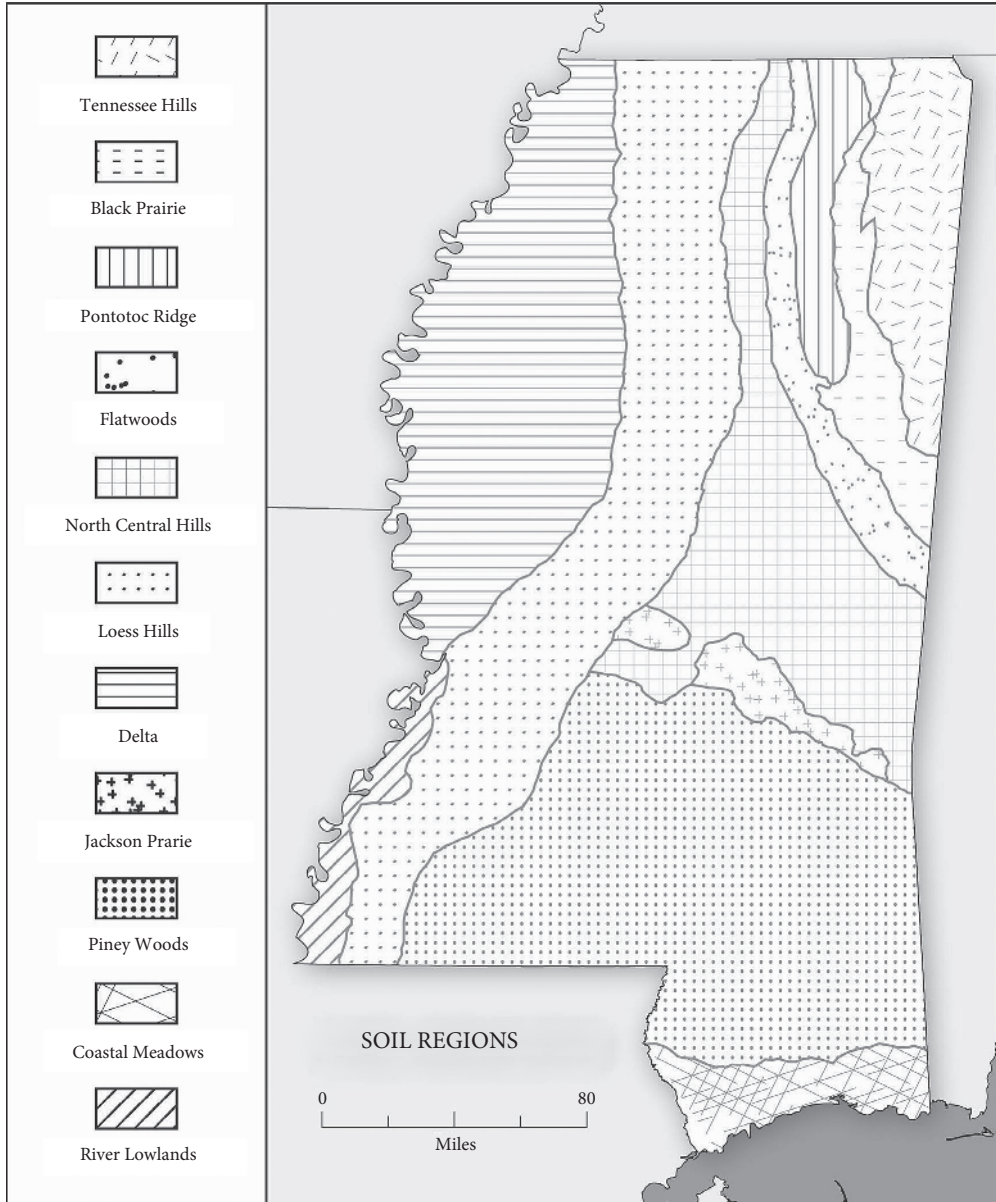 Tennessee Hills
Black Prairie
Pontotoc Ridge
Flatwoods
North Central Hills
Loess Hills
Delta
Jackson Prarie
Piney Woods
Coastal Meadows
River Lowlands
SOIL REGIONS
0 80
Miles